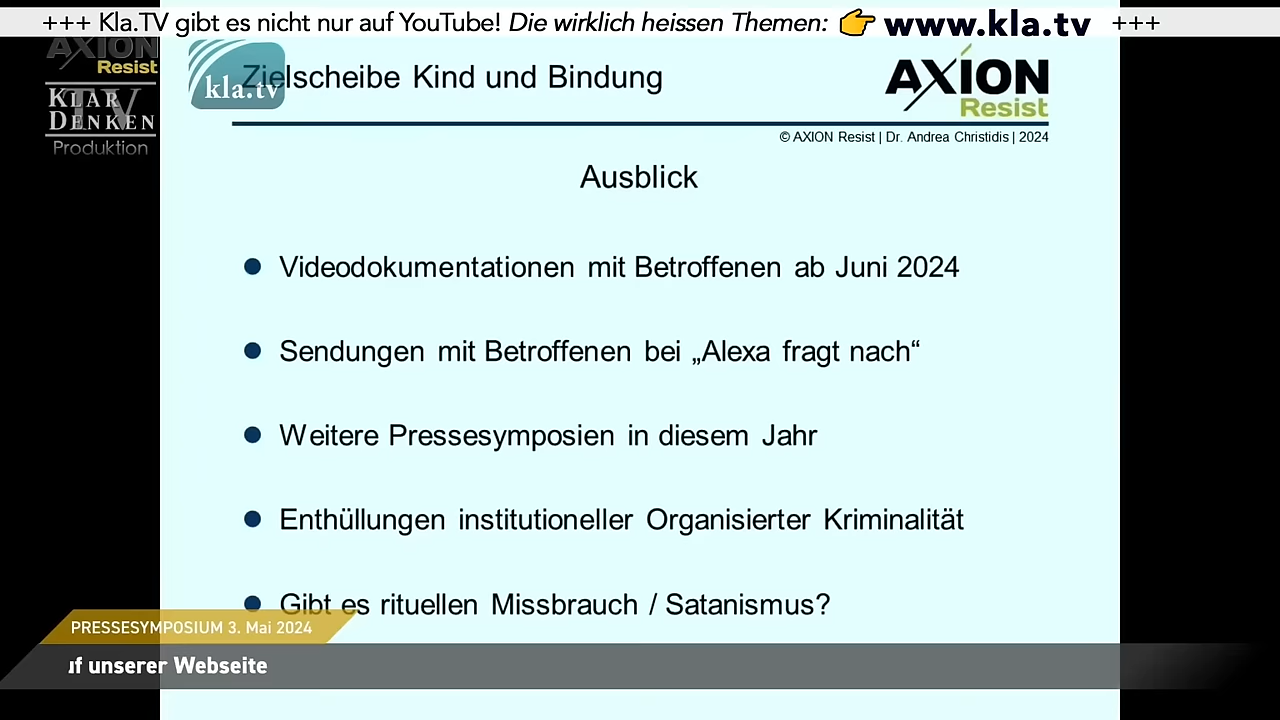 +++ Kla.TV gibt es nicht nur auf YouTube! Die wirklich heissen Themen: 👉 www.kla.tv +++
AXION
Resist
KLAR
TV
DENKEN
Produktion
kla.tv
Zielscheibe Kind und Bindung
AXION
Resist
© AXION Resist | Dr. Andrea Christidis | 2024
Ausblick
● Videodokumentationen mit Betroffenen ab Juni 2024
● Sendungen mit Betroffenen bei „Alexa fragt nach“
● Weitere Pressesymposien in diesem Jahr
● Enthüllungen institutioneller Organisierter Kriminalität
● Gibt es rituellen Missbrauch / Satanismus?
PRESSESYMPOSIUM 3. Mai 2024
uf unserer Webseite